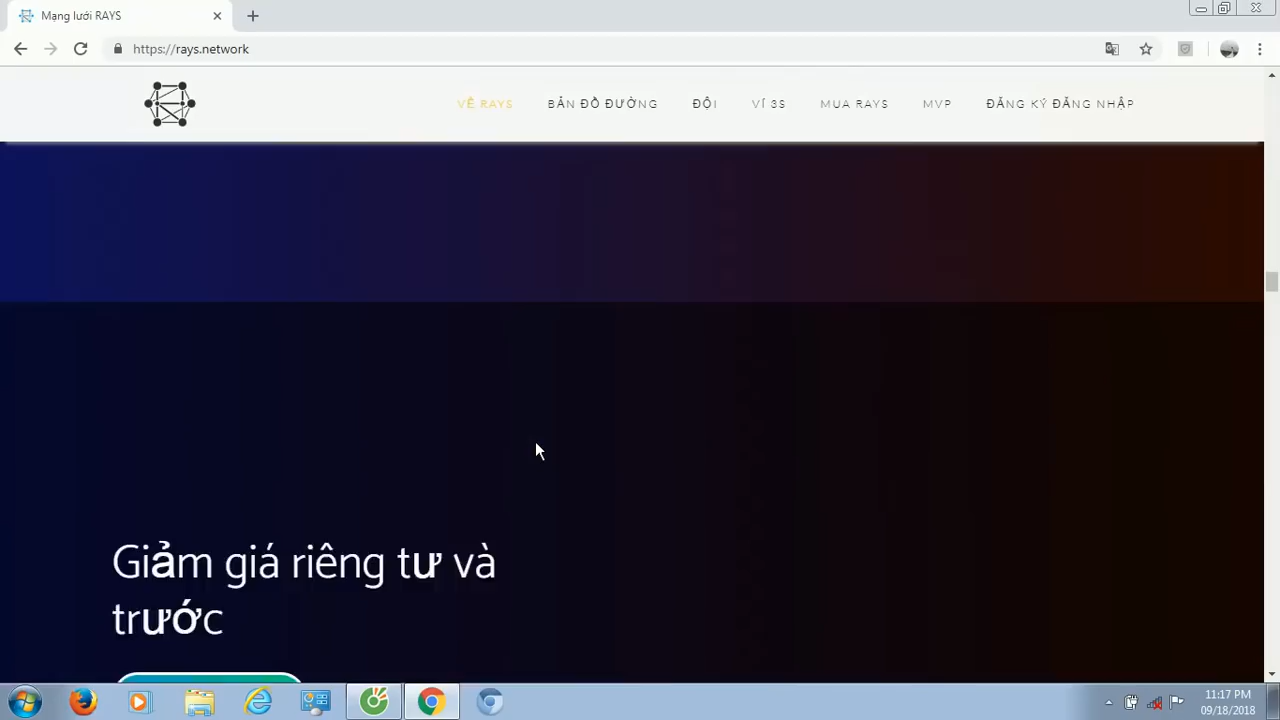 Mạng lưới RAYS
https://rays.network
VỀ RAYS
BẢN ĐỒ ĐƯỜNG
ĐỘI
VÍ 3S
MUA RAYS
MVP
ĐĂNG KÝ ĐĂNG NHẬP
Giảm giá riêng tư và
trước
11:17 PM
09/18/2018